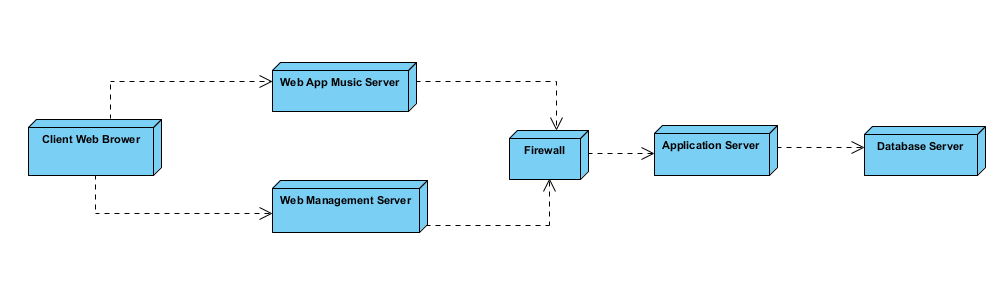 Web App Music Server
Client Web Brower
Firewall
Application Server
Database Server
Web Management Server